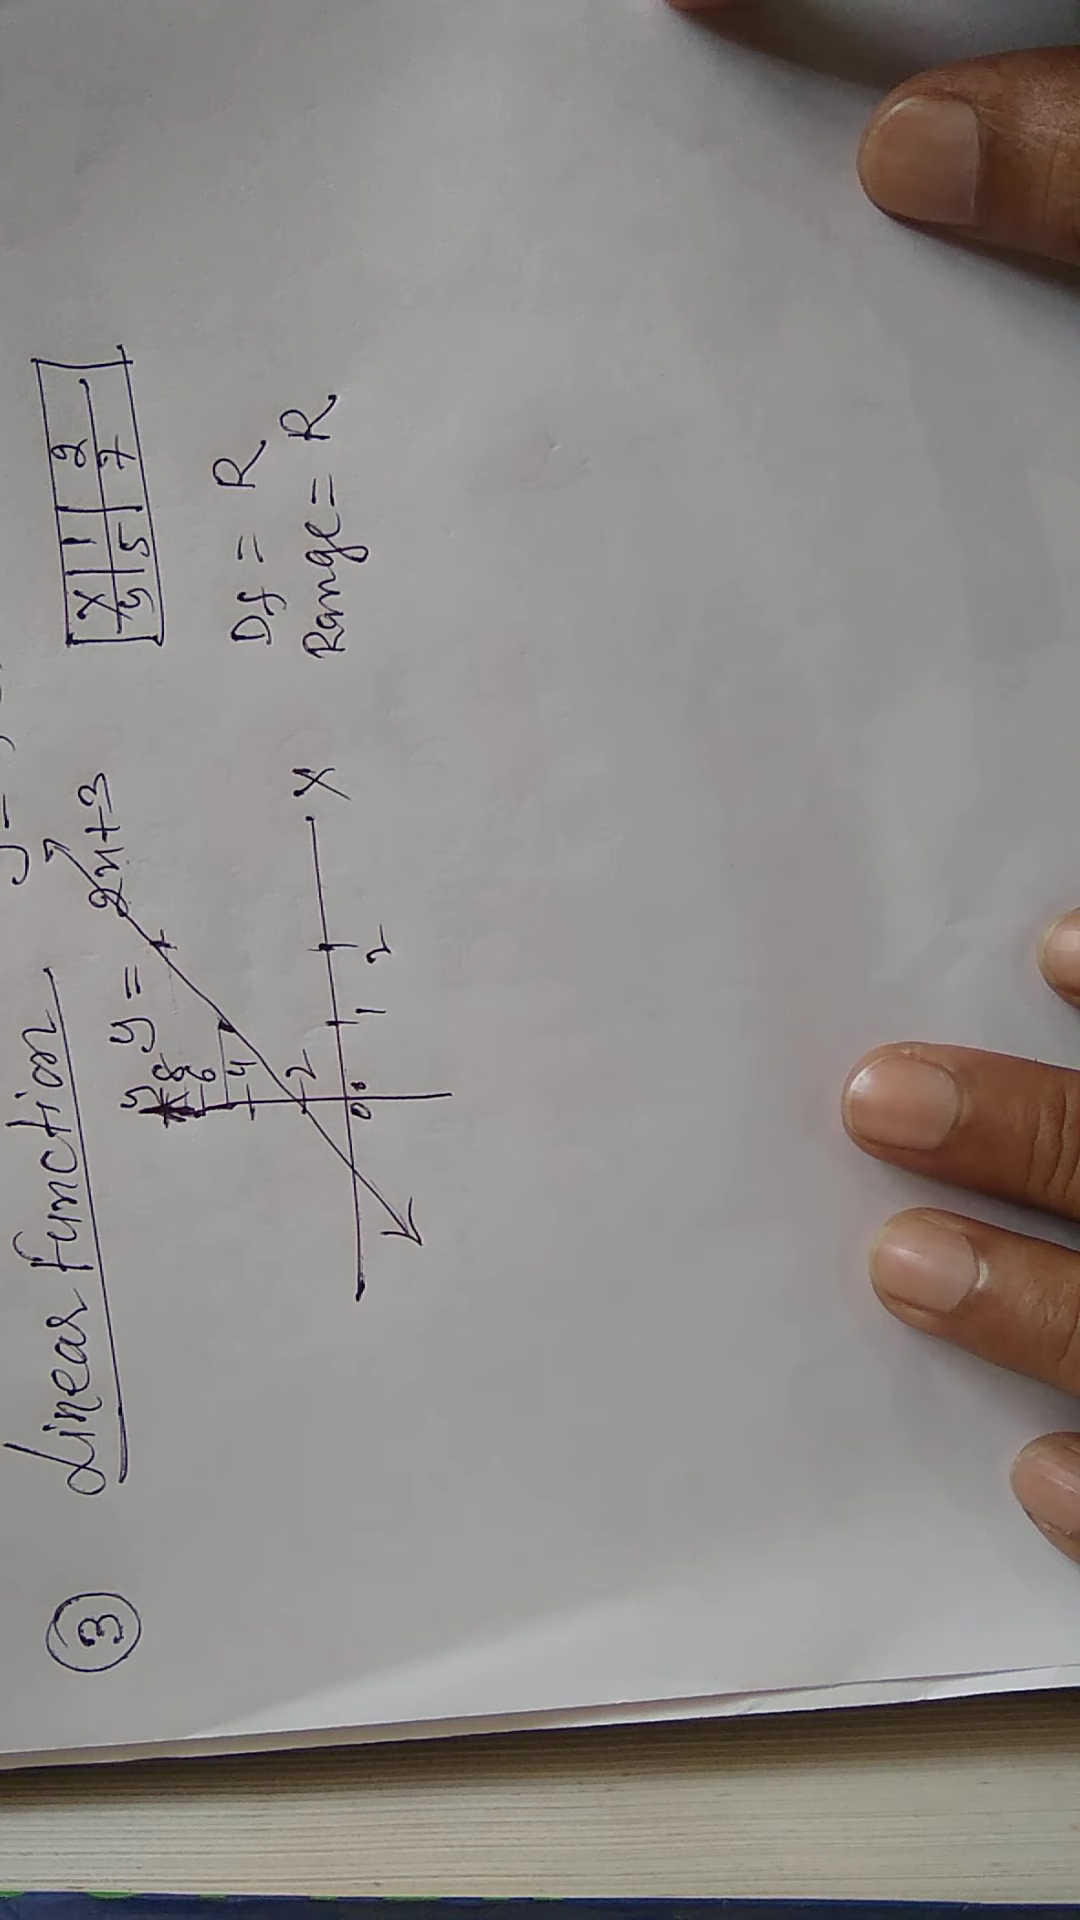 ③ Linear function
y = 2x+3
x | 1 | 2
y | 5 | 7
Df = R
Range = R
y
8
6
4
2
0
1
2
X